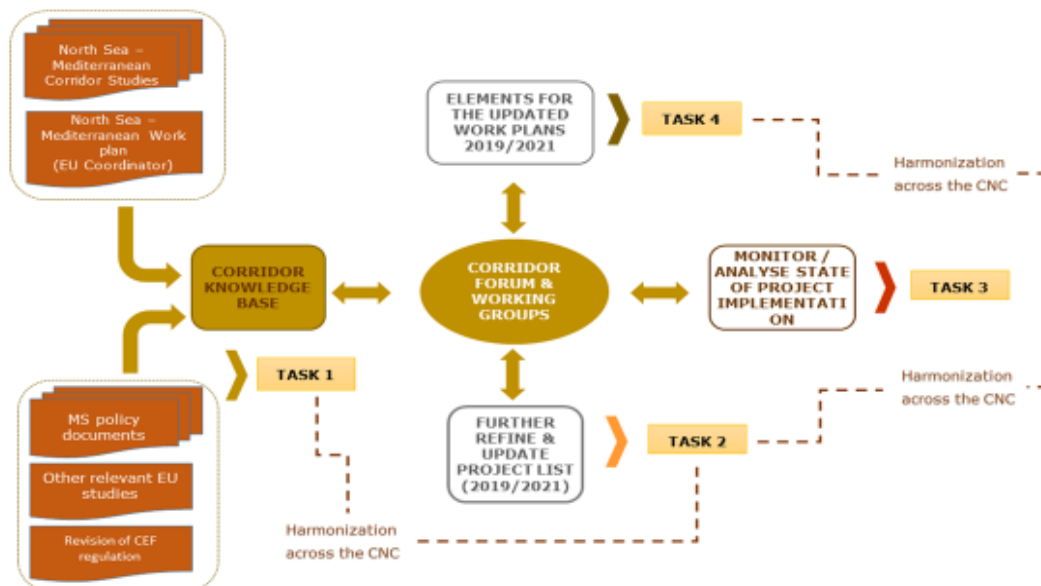 North Sea –
Mediterranean
Corridor Studies
North Sea –
Mediterranean Work
plan
(EU Coordinator)
ELEMENTS FOR
THE UPDATED
WORK PLANS
2019/2021
TASK 4
Harmonization
across the CNC
CORRIDOR
KNOWLEDGE
BASE
CORRIDOR
FORUM &
WORKING
GROUPS
MONITOR /
ANALYSE STATE
OF PROJECT
IMPLEMENTATI
ON
TASK 3
TASK 1
MS policy
documents
Other relevant EU
studies
Revision of CEF
regulation
FURTHER
REFINE &
UPDATE
PROJECT LIST
(2019/2021)
TASK 2
Harmonization
across the CNC
Harmonization
across the CNC